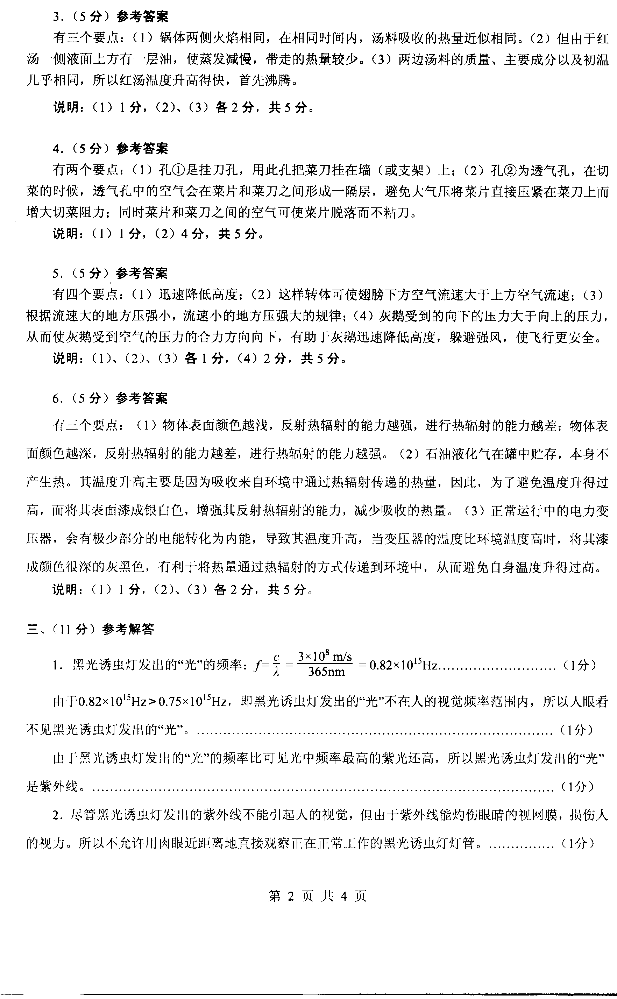 3.（5 分）参考答案
有三个要点：（1）锅体两侧火焰相同，在相同时间内，汤料吸收的热量近似相同。（2）但由于红
汤一侧液面上方有一层油，使蒸发减慢，带走的热量较少。（3）两边汤料的质量、主要成分以及初温
几乎相同，所以红汤温度升高得快，首先沸腾。
说明：（1）1 分，（2）、（3）各 2 分，共 5 分。
4.（5 分）参考答案
有两个要点：（1）孔①是挂刀孔，用此孔把菜刀挂在墙（或支架）上；（2）孔②为透气孔，在切
菜的时候，透气孔中的空气会在菜片和菜刀之间形成一隔层，避免大气压将菜片直接压紧在菜刀上而
增大切菜阻力；同时菜片和菜刀之间的空气可使菜片脱落而不粘刀。
说明：（1）1 分，（2）4 分，共 5 分。
5.（5 分）参考答案
有四个要点：（1）迅速降低高度；（2）这样转体可使翅膀下方空气流速大于上方空气流速；（3）
根据流速大的地方压强小，流速小的地方压强大的规律；（4）灰鹅受到的向下的压力大于向上的压力，
从而使灰鹅受到空气的压力的合力方向向下，有助于灰鹅迅速降低高度，躲避强风，使飞行更安全。
说明：（1）、（2）、（3）各 1 分，（4）2 分，共 5 分。
6.（5 分）参考答案
有三个要点：（1）物体表面颜色越浅，反射热辐射的能力越强，进行热辐射的能力越差；物体表
面颜色越深，反射热辐射的能力越差，进行热辐射的能力越强。（2）石油液化气在罐中贮存，本身不
产生热。其温度升高主要是因为吸收来自环境中通过热辐射传递的热量，因此，为了避免温度升得过
高，而将其表面漆成银白色，增强其反射热辐射的能力，减少吸收的热量。（3）正常运行中的电力变
压器，会有极少部分的电能转化为内能，导致其温度升高，当变压器的温度比环境温度高时，将其漆
成颜色很深的灰黑色，有利于将热量通过热辐射的方式传递到环境中，从而避免自身温度升得过高。
说明：（1）1 分，（2）、（3）各 2 分，共 5 分。
三、（11 分）参考解答
1. 黑光诱虫灯发出的“光”的频率：f= c/λ = 3×10⁸ m/s / 365nm = 0.82×10¹⁵Hz...........................（1分）
由于0.82×10¹⁵Hz＞0.75×10¹⁵Hz，即黑光诱虫灯发出的“光”不在人的视觉频率范围内，所以人眼看
不见黑光诱虫灯发出的“光”。................................................................................（1分）
由于黑光诱虫灯发出的“光”的频率比可见光中频率最高的紫光还高，所以黑光诱虫灯发出的“光”
是紫外线。........................................................................................................（1分）
2. 尽管黑光诱虫灯发出的紫外线不能引起人的视觉，但由于紫外线能灼伤眼睛的视网膜，损伤人
的视力。所以不允许用肉眼近距离地直接观察正在正常工作的黑光诱虫灯灯管。...............（1分）
第 2 页 共 4 页